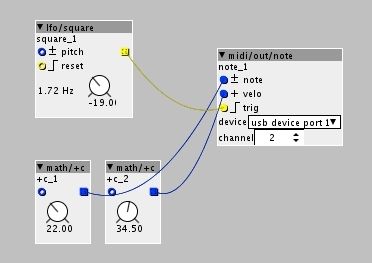 lfo/square
square_1
± pitch
reset
1.72 Hz
-19.0
midi/out/note
note_1
± note
+ velo
trig
device usb device port 1
channel 2
math/+c
+c_1
22.00
math/+c
+c_2
34.50